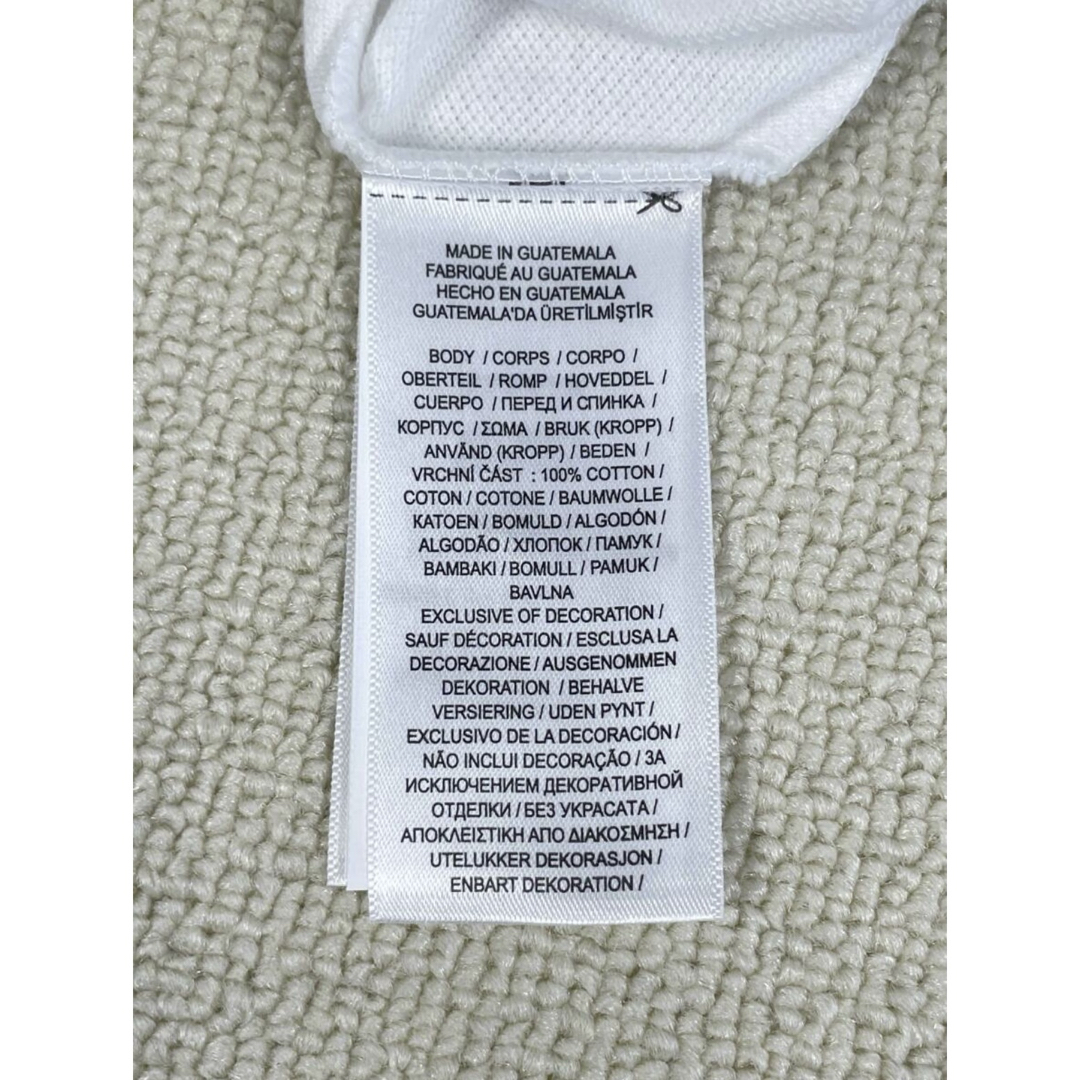 MADE IN GUATEMALA
FABRIQUÉ AU GUATEMALA
HECHO EN GUATEMALA
GUATEMALA'DA ÜRETİLMİŞTİR
BODY / CORPS / CORPO /
OBERTEIL / ROMP / HOVEDDEL /
CUERPO / ПЕРЕД И СПИНКА /
КОРПУС / ΣΩΜΑ / BRUK (KROPP) /
ANVÄND (KROPP) / BEDEN /
VRCHNÍ ČÁST : 100% COTTON /
COTON / COTONE / BAUMWOLLE /
KATOEN / BOMULD / ALGODÓN /
ALGODÃO / ХЛОПОК / ПАМУК /
BAMBAKI / BOMULL / PAMUK /
BAVLNA
EXCLUSIVE OF DECORATION /
SAUF DÉCORATION / ESCLUSA LA
DECORAZIONE / AUSGENOMMEN
DEKORATION / BEHALVE
VERSIERING / UDEN PYNT /
EXCLUSIVO DE LA DECORACIÓN /
NÃO INCLUI DECORAÇÃO / ЗА
ИСКЛЮЧЕНИЕМ ДЕКОРАТИВНОЙ
ОТДЕЛКИ / БЕЗ УКРАСАТА /
ΑΠΟΚΛΕΙΣΤΙΚΗ ΑΠΟ ΔΙΑΚΟΣΜΗΣΗ /
UTELUKKER DEKORASJON /
ENBART DEKORATION /